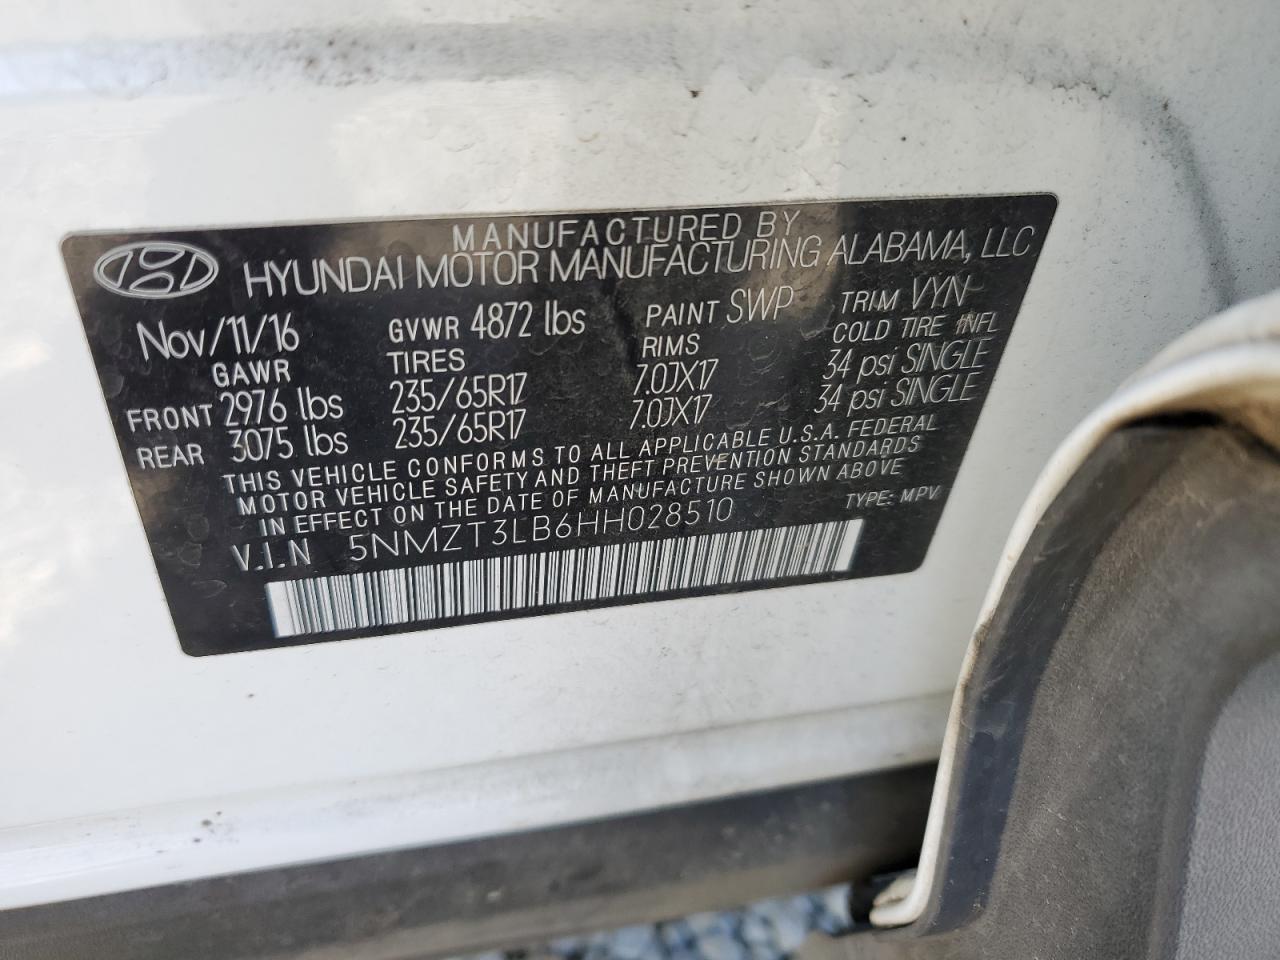 MANUFACTURED BY
HYUNDAI MOTOR MANUFACTURING ALABAMA, LLC
Nov/11/16 GVWR 4872 lbs PAINT SWP TRIM VYN
GAWR TIRES RIMS COLD TIRE INFL
FRONT 2976 lbs 235/65R17 7.0JX17 34 psi SINGLE
REAR 3075 lbs 235/65R17 7.0JX17 34 psi SINGLE
THIS VEHICLE CONFORMS TO ALL APPLICABLE U.S.A. FEDERAL
MOTOR VEHICLE SAFETY AND THEFT PREVENTION STANDARDS
IN EFFECT ON THE DATE OF MANUFACTURE SHOWN ABOVE
V.I.N 5NMZT3LB6HH028510 TYPE: MPV